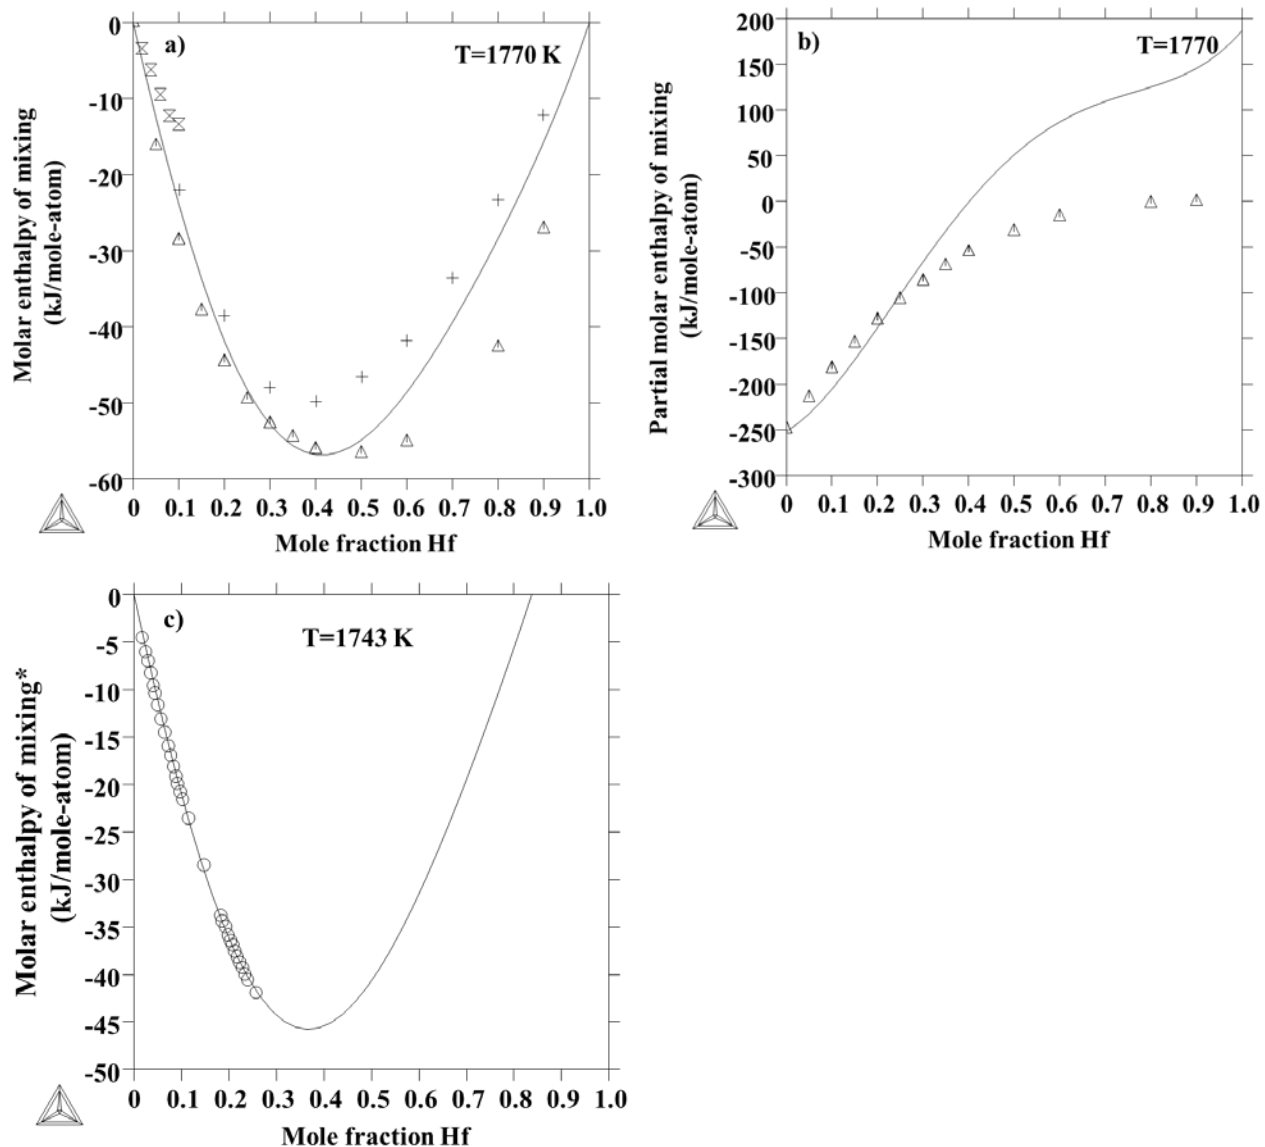 a)
T=1770 K
0
-10
-20
-30
-40
-50
-60
Molar enthalpy of mixing
(kJ/mole-atom)
0 0.1 0.2 0.3 0.4 0.5 0.6 0.7 0.8 0.9 1.0
Mole fraction Hf
b)
T=1770
200
150
100
50
0
-50
-100
-150
-200
-250
-300
Partial molar enthalpy of mixing
(kJ/mole-atom)
0 0.1 0.2 0.3 0.4 0.5 0.6 0.7 0.8 0.9 1.0
Mole fraction Hf
c)
T=1743 K
0
-5
-10
-15
-20
-25
-30
-35
-40
-45
-50
Molar enthalpy of mixing*
(kJ/mole-atom)
0 0.1 0.2 0.3 0.4 0.5 0.6 0.7 0.8 0.9 1.0
Mole fraction Hf